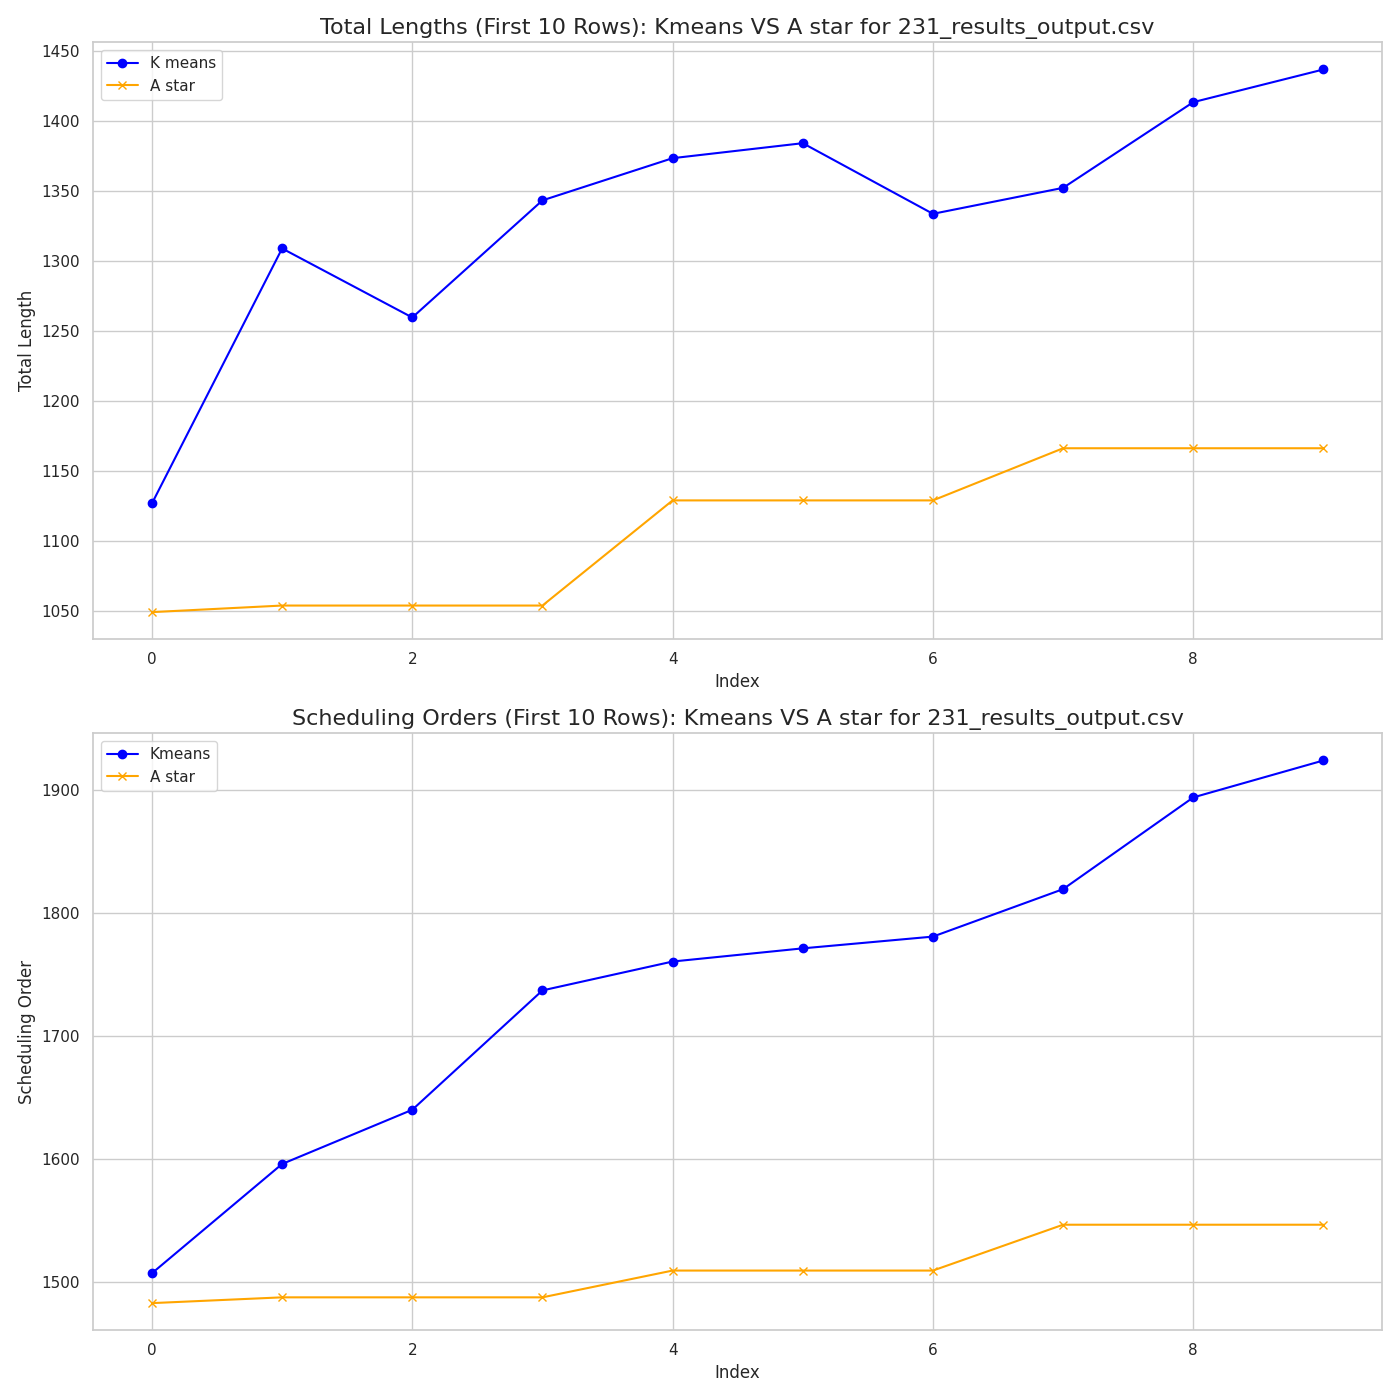 Total Lengths (First 10 Rows): Kmeans VS A star for 231_results_output.csv
K means
A star
1450
1400
1350
1300
1250
1200
1150
1100
1050
Total Length
0 2 4 6 8
Index
Scheduling Orders (First 10 Rows): Kmeans VS A star for 231_results_output.csv
Kmeans
A star
1900
1800
1700
1600
1500
Scheduling Order
0 2 4 6 8
Index